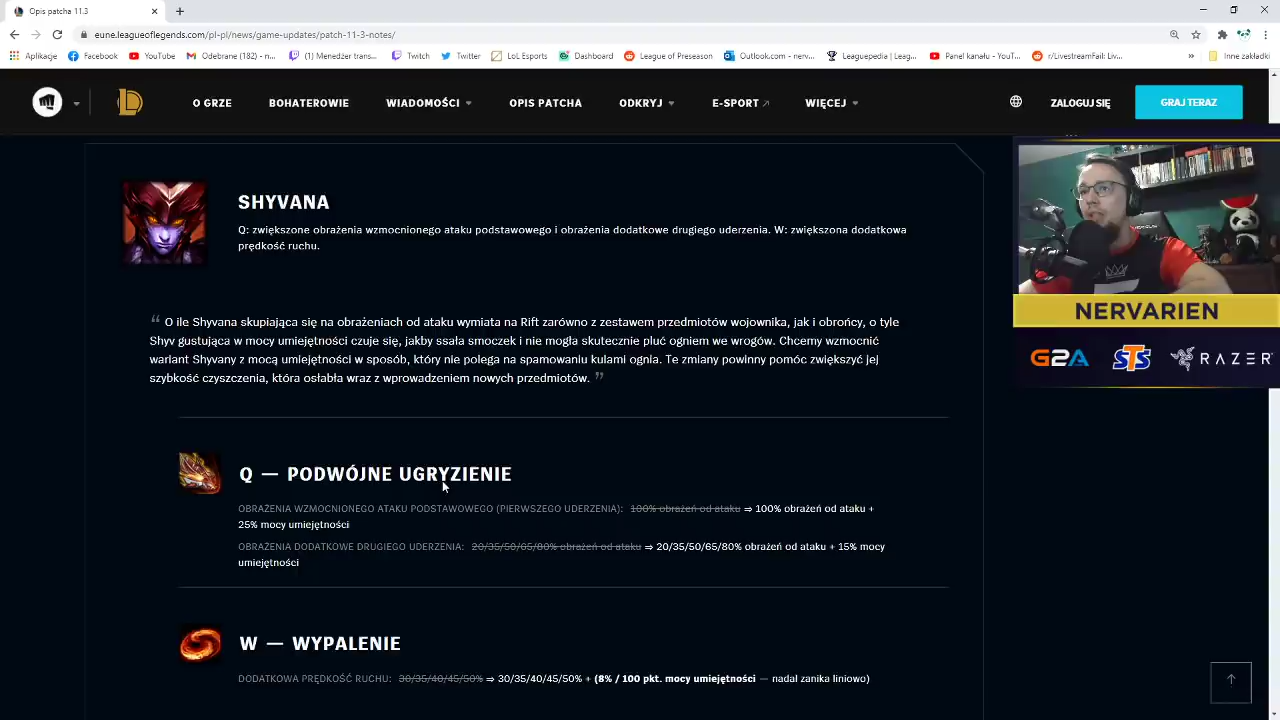 Opis patcha 11.3
eune.leagueoflegends.com/pl-pl/news/game-updates/patch-11-3-notes/
Aplikacje Facebook YouTube Odebrane (182) - n... (1) Menedżer trans... Twitch Twitter LoL Esports Dashboard League of Preseason Outlook.com - nerv... Leaguepedia | Leag... Panel kanału - YouT... r/LivestreamFail: Liv... » Inne zakładki
O GRZE BOHATEROWIE WIADOMOŚCI OPIS PATCHA ODKRYJ E-SPORT WIĘCEJ ZALOGUJ SIĘ GRAJ TERAZ
SHYVANA
Q: zwiększone obrażenia wzmocnionego ataku podstawowego i obrażenia dodatkowe drugiego uderzenia. W: zwiększona dodatkowa
prędkość ruchu.
“ O ile Shyvana skupiająca się na obrażeniach od ataku wymiata na Rift zarówno z zestawem przedmiotów wojownika, jak i obrońcy, o tyle
Shyv gustująca w mocy umiejętności czuje się, jakby ssała smoczek i nie mogła skutecznie pluć ogniem we wrogów. Chcemy wzmocnić
wariant Shyvany z mocą umiejętności w sposób, który nie polega na spamowaniu kulami ognia. Te zmiany powinny pomóc zwiększyć jej
szybkość czyszczenia, która osłabła wraz z wprowadzeniem nowych przedmiotów. ”
Q — PODWÓJNE UGRYZIENIE
OBRAŻENIA WZMOCNIONEGO ATAKU PODSTAWOWEGO (PIERWSZEGO UDERZENIA): 100% obrażeń od ataku ⇒ 100% obrażeń od ataku +
25% mocy umiejętności
OBRAŻENIA DODATKOWE DRUGIEGO UDERZENIA: 20/35/50/65/80% obrażeń od ataku ⇒ 20/35/50/65/80% obrażeń od ataku + 15% mocy
umiejętności
W — WYPALENIE
DODATKOWA PRĘDKOŚĆ RUCHU: 30/35/40/45/50% ⇒ 30/35/40/45/50% + (8% / 100 pkt. mocy umiejętności — nadal zanika liniowo)
NERVARIEN
G2A STS RAZER